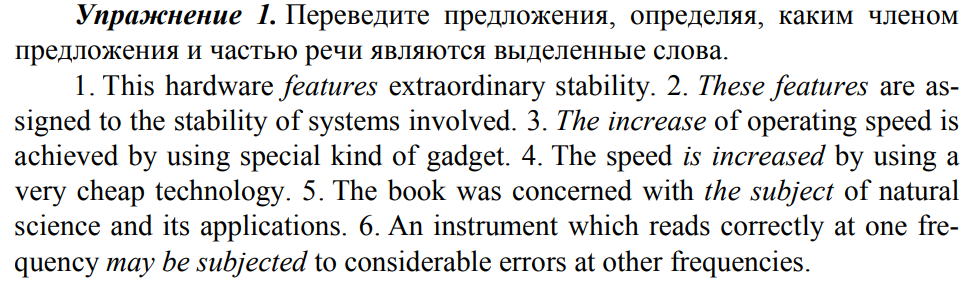 Упражнение 1. Переведите предложения, определяя, каким членом
предложения и частью речи являются выделенные слова.
1. This hardware features extraordinary stability. 2. These features are as-
signed to the stability of systems involved. 3. The increase of operating speed is
achieved by using special kind of gadget. 4. The speed is increased by using a
very cheap technology. 5. The book was concerned with the subject of natural
science and its applications. 6. An instrument which reads correctly at one fre-
quency may be subjected to considerable errors at other frequencies.